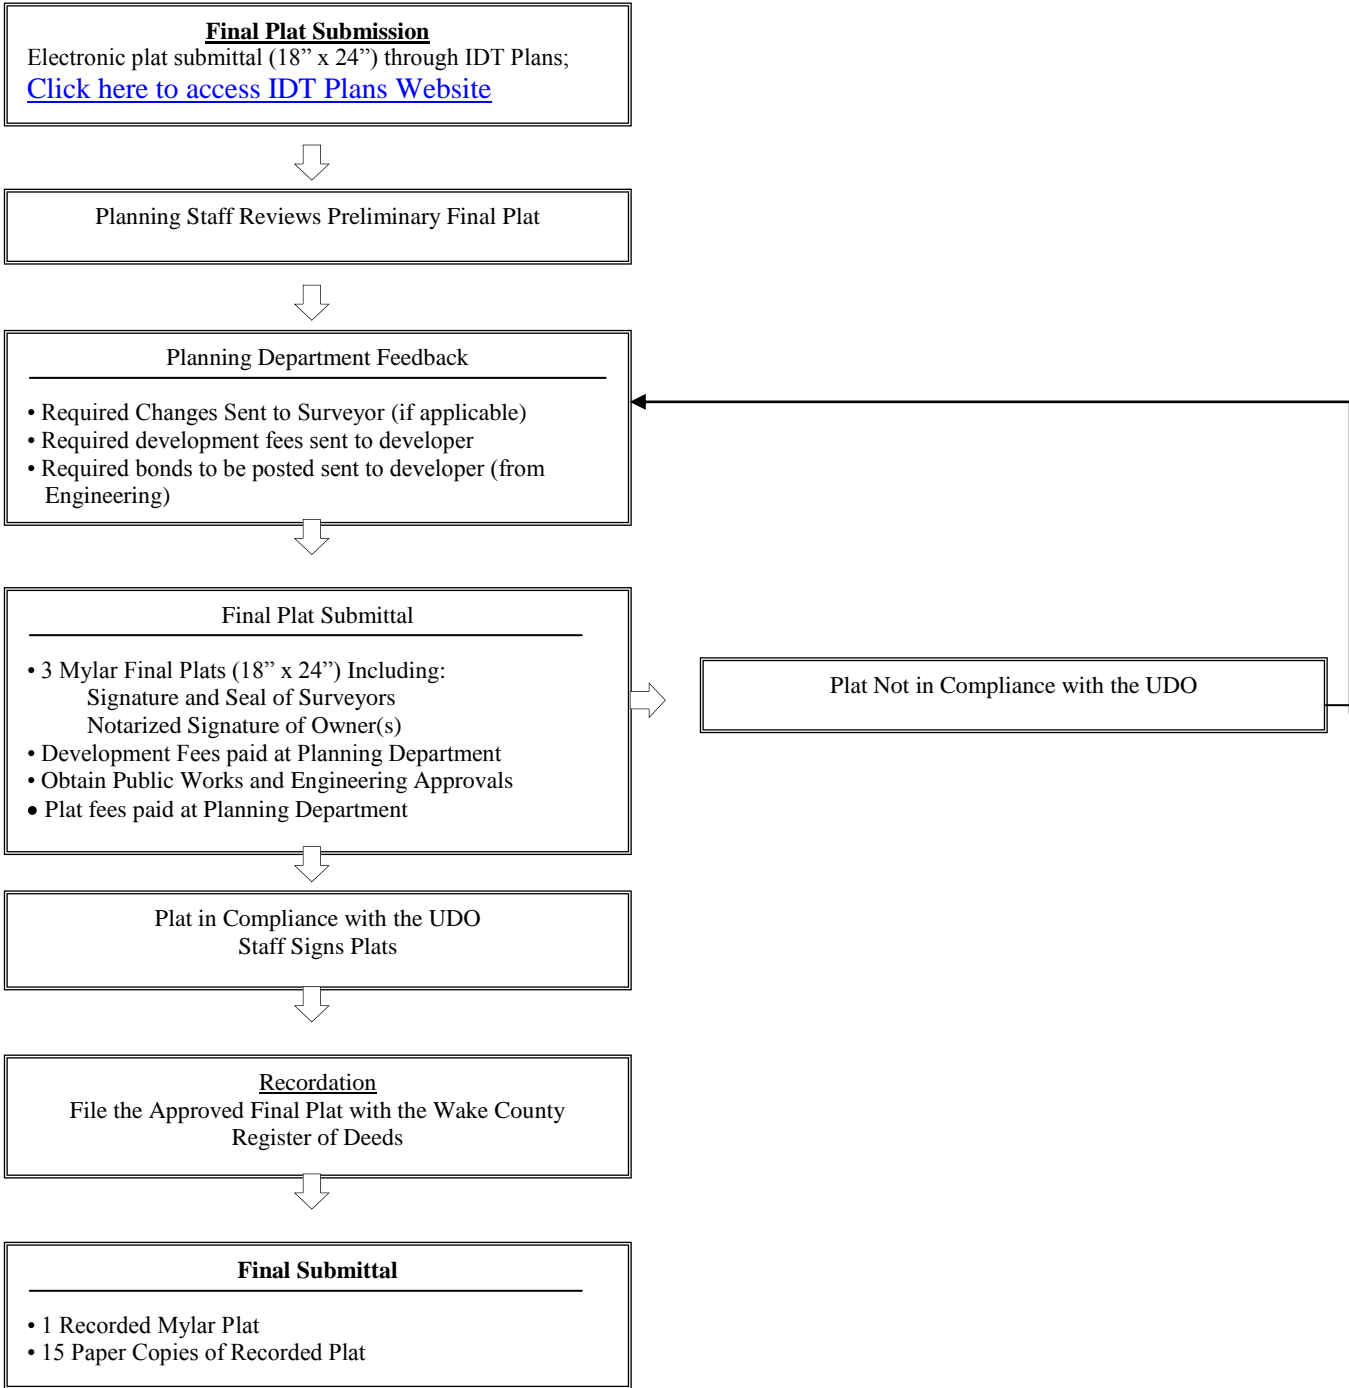 Final Plat Submission
Electronic plat submittal (18” x 24”) through IDT Plans;
Click here to access IDT Plans Website
Planning Staff Reviews Preliminary Final Plat
Planning Department Feedback
• Required Changes Sent to Surveyor (if applicable)
• Required development fees sent to developer
• Required bonds to be posted sent to developer (from
Engineering)
Final Plat Submittal
• 3 Mylar Final Plats (18” x 24”) Including:
Signature and Seal of Surveyors
Notarized Signature of Owner(s)
• Development Fees paid at Planning Department
• Obtain Public Works and Engineering Approvals
• Plat fees paid at Planning Department
Plat Not in Compliance with the UDO
Plat in Compliance with the UDO
Staff Signs Plats
Recordation
File the Approved Final Plat with the Wake County
Register of Deeds
Final Submittal
• 1 Recorded Mylar Plat
• 15 Paper Copies of Recorded Plat